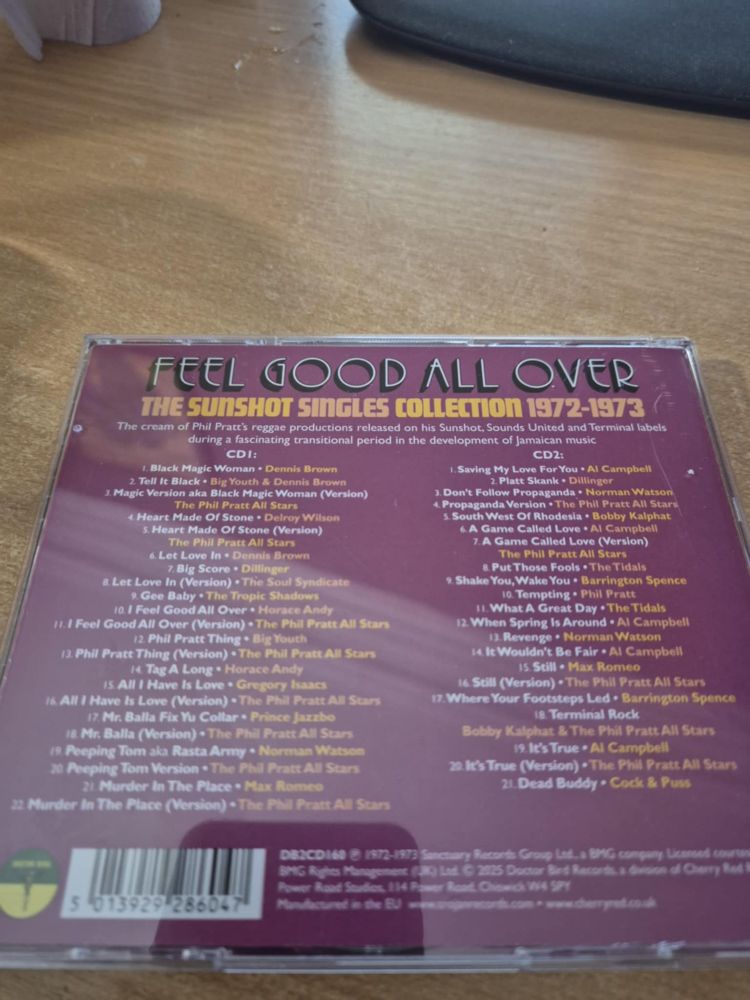 FEEL GOOD ALL OVER
THE SUNSHOT SINGLES COLLECTION 1972-1973
The cream of Phil Pratt's reggae productions released on his Sunshot, Sounds United and Terminal labels
during a fascinating transitional period in the development of Jamaican music
CD1:
1. Black Magic Woman • Dennis Brown
2. Tell It Black • Big Youth & Dennis Brown
3. Magic Version aka Black Magic Woman (Version)
The Phil Pratt All Stars
4. Heart Made Of Stone • Delroy Wilson
5. Heart Made Of Stone (Version)
The Phil Pratt All Stars
6. Let Love In • Dennis Brown
7. Big Score • Dillinger
8. Let Love In (Version) • The Soul Syndicate
9. Gee Baby • The Tropic Shadows
10. I Feel Good All Over • Horace Andy
11. I Feel Good All Over (Version) • The Phil Pratt All Stars
12. Phil Pratt Thing • Big Youth
13. Phil Pratt Thing (Version) • The Phil Pratt All Stars
14. Tag A Long • Horace Andy
15. All I Have Is Love • Gregory Isaacs
16. All I Have Is Love (Version) • The Phil Pratt All Stars
17. Mr. Balla Fix Yu Collar • Prince Jazzbo
18. Mr. Balla (Version) • The Phil Pratt All Stars
19. Peeping Tom aka Rasta Army • Norman Watson
20. Peeping Tom Version • The Phil Pratt All Stars
21. Murder In The Place • Max Romeo
22. Murder In The Place (Version) • The Phil Pratt All Stars
CD2:
1. Saving My Love For You • Al Campbell
2. Platt Skank • Dillinger
3. Don't Follow Propaganda • Norman Watson
4. Propaganda Version • The Phil Pratt All Stars
5. South West Of Rhodesia • Bobby Kalphat
6. A Game Called Love • Al Campbell
7. A Game Called Love (Version)
The Phil Pratt All Stars
8. Put Those Fools • The Tidals
9. Shake You, Wake You • Barrington Spence
10. Tempting • Phil Pratt
11. What A Great Day • The Tidals
12. When Spring Is Around • Al Campbell
13. Revenge • Norman Watson
14. It Wouldn't Be Fair • Al Campbell
15. Still • Max Romeo
16. Still (Version) • The Phil Pratt All Stars
17. Where Your Footsteps Led • Barrington Spence
18. Terminal Rock
Bobby Kalphat & The Phil Pratt All Stars
19. It's True • Al Campbell
20. It's True (Version) • The Phil Pratt All Stars
21. Dead Buddy • Cock & Puss
5 013929 286047
DB2CD160 ℗ 1972-1973 Sanctuary Records Group Ltd., a BMG company. Licensed courtesy
BMG Rights Management (UK) Ltd. © 2025 Doctor Bird Records, a division of Cherry Red
Power Road Studios, 114 Power Road, Chiswick W4 5PY
Manufactured in the EU www.trojanrecords.com • www.cherryred.co.uk